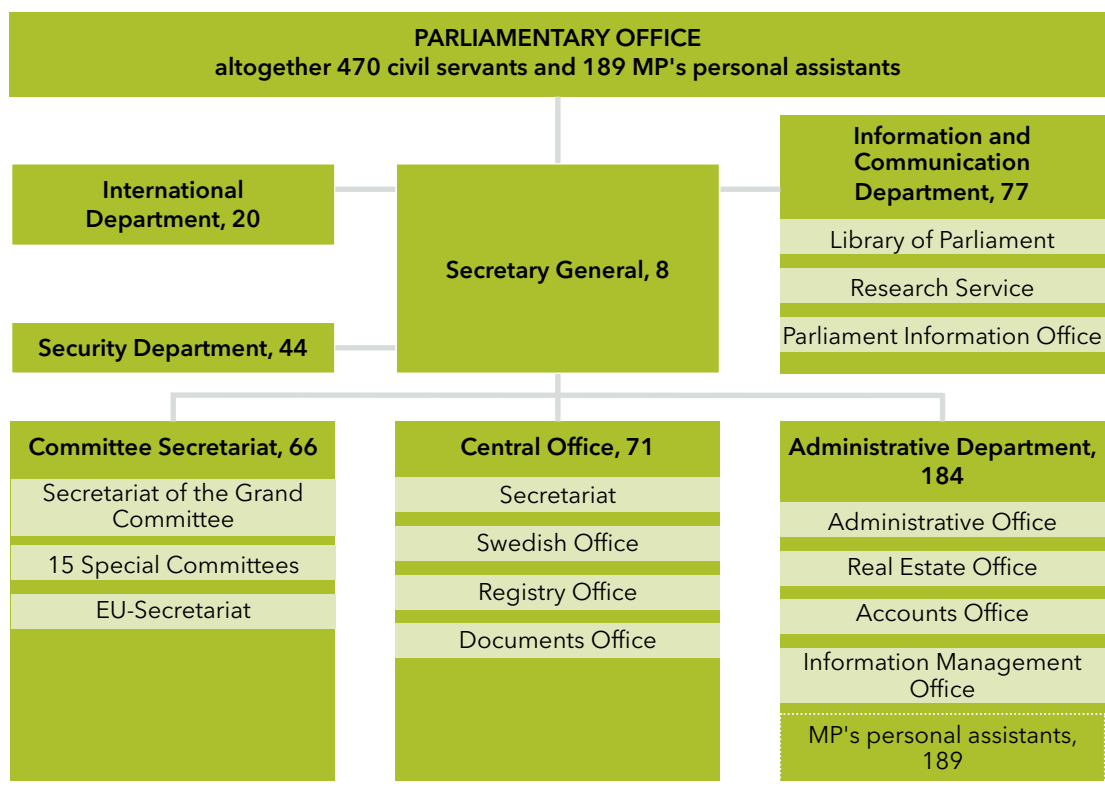 PARLIAMENTARY OFFICE
altogether 470 civil servants and 189 MP's personal assistants
International
Department, 20
Security Department, 44
Secretary General, 8
Information and
Communication
Department, 77
Library of Parliament
Research Service
Parliament Information Office
Committee Secretariat, 66
Secretariat of the Grand
Committee
15 Special Committees
EU-Secretariat
Central Office, 71
Secretariat
Swedish Office
Registry Office
Documents Office
Administrative Department,
184
Administrative Office
Real Estate Office
Accounts Office
Information Management
Office
MP's personal assistants,
189